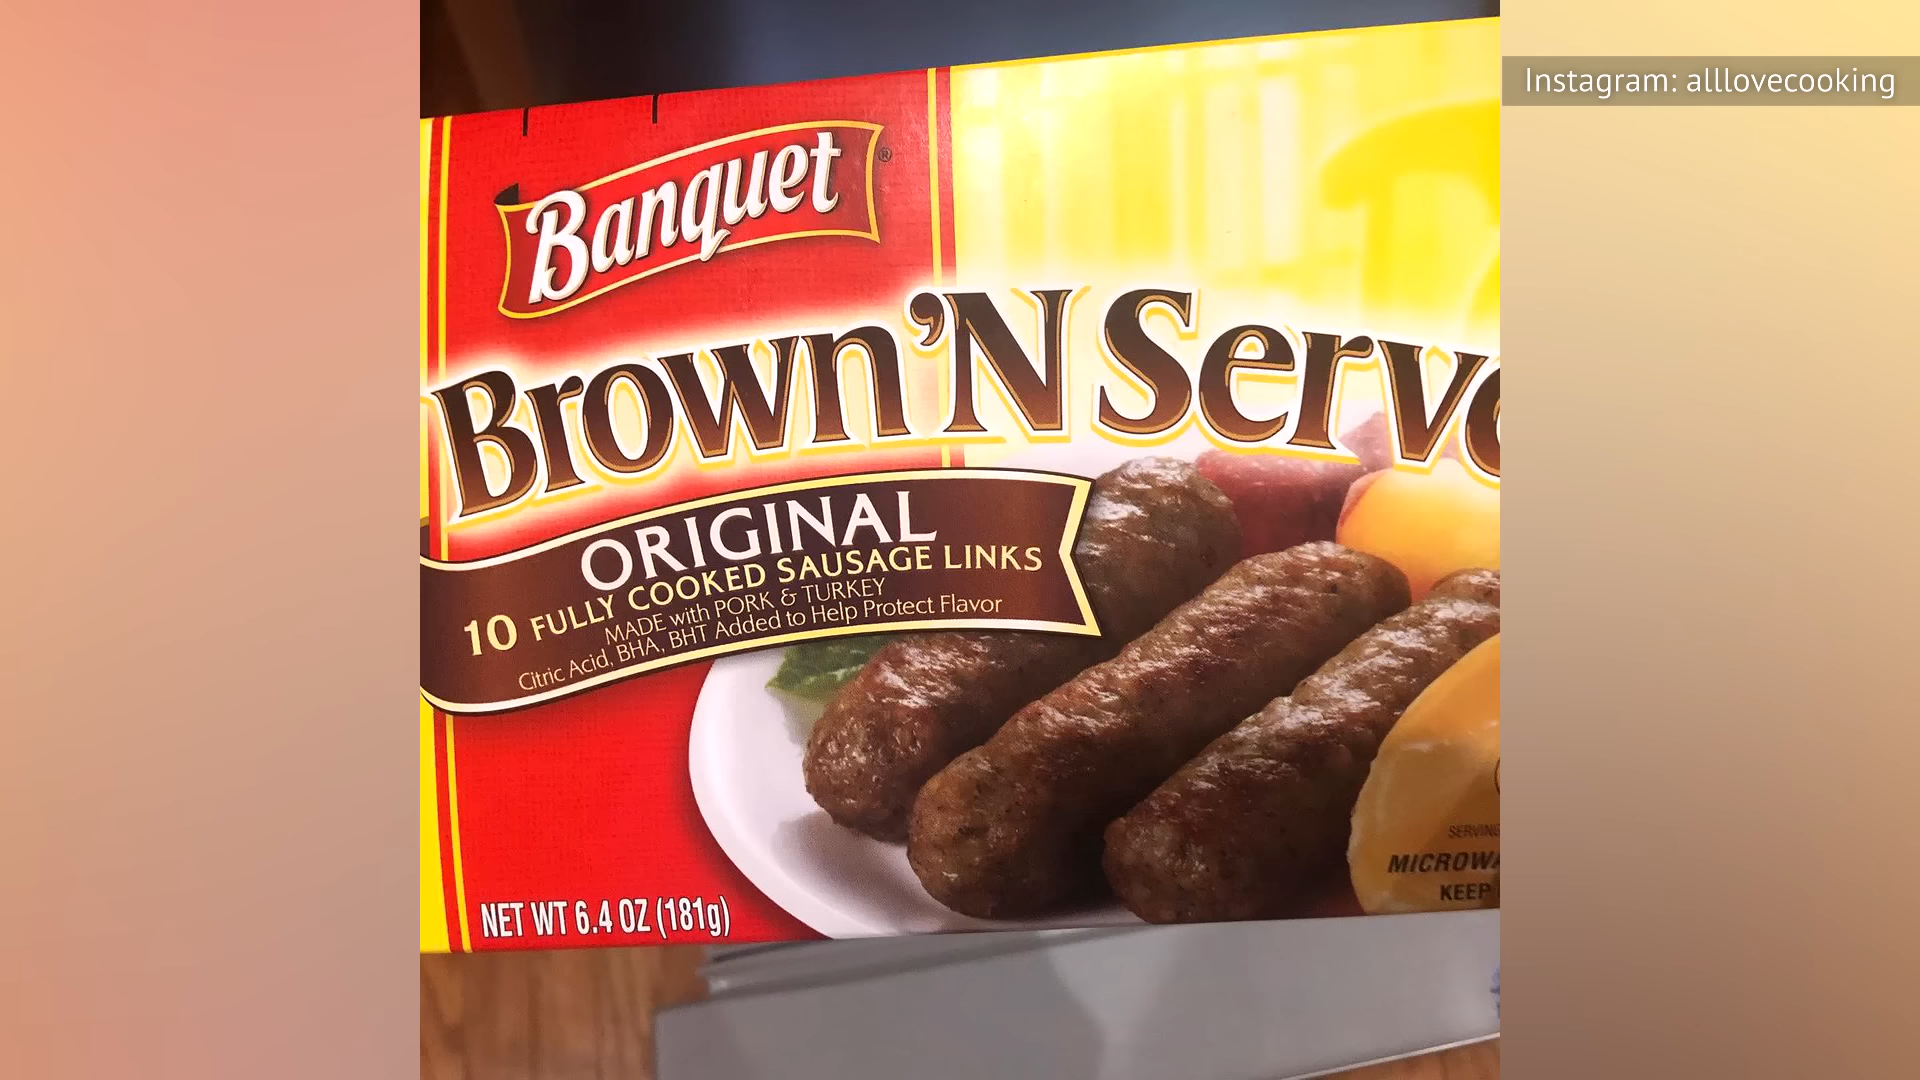 Instagram: alllovecooking
Banquet®
Brown 'N Serve
ORIGINAL
10 FULLY COOKED SAUSAGE LINKS
MADE with PORK & TURKEY
Citric Acid, BHA, BHT Added to Help Protect Flavor
MICROWA
KEEP
NET WT 6.4 OZ (181g)